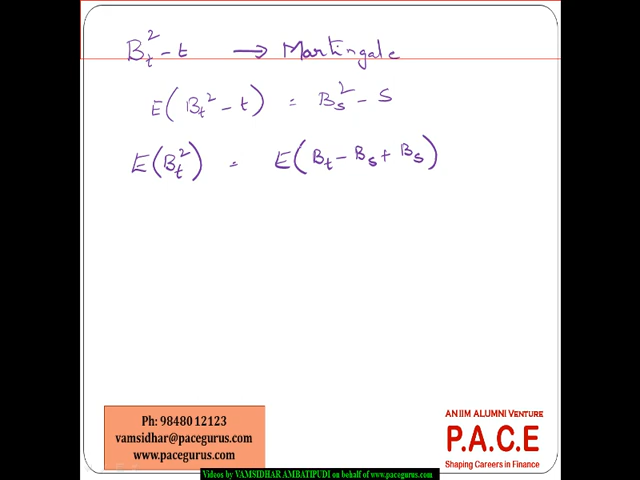 B_t^2 - t → Martingale
E(B_t^2 - t) = B_s^2 - s
E(B_t^2) = E(B_t - B_s + B_s)
Ph: 98480 12123
vamsidhar@pacegurus.com
www.pacegurus.com
AN IIM ALUMNI VENTURE
P.A.C.E
Shaping Careers in Finance
Videos by VAMSIDHAR AMBATIPUDI on behalf of www.pacegurus.com